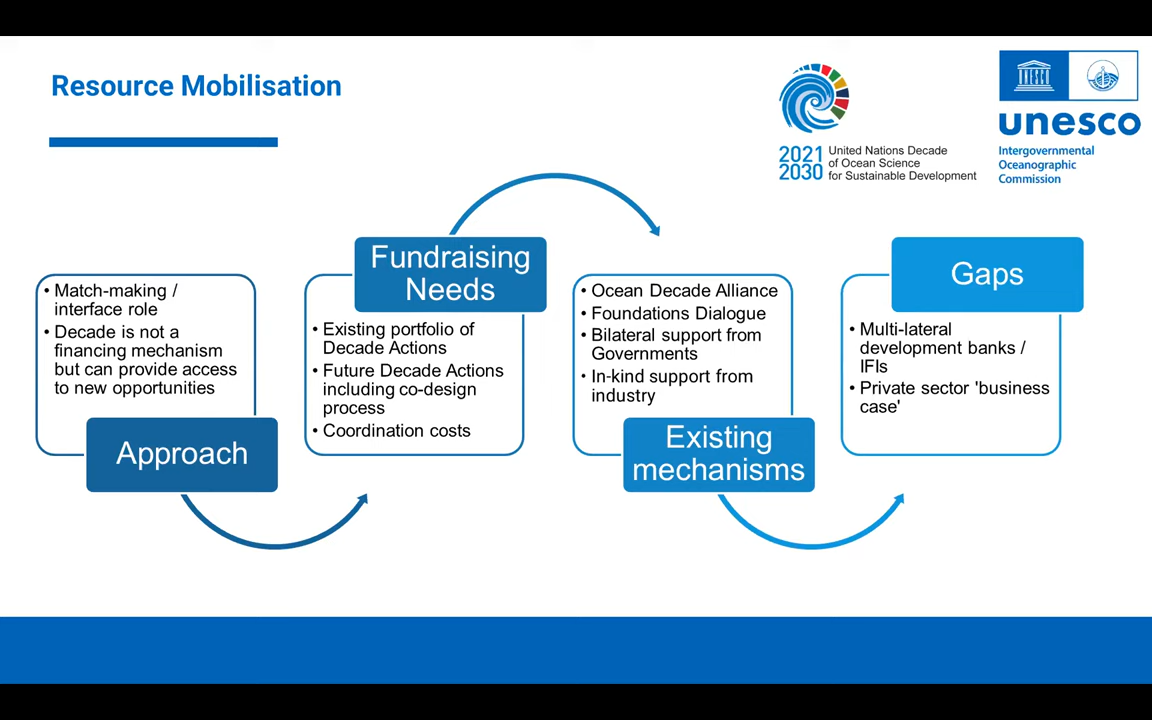 Resource Mobilisation
2021
2030
United Nations Decade
of Ocean Science
for Sustainable Development
UNESCO
unesco
Intergovernmental
Oceanographic
Commission
• Match-making /
interface role
• Decade is not a
financing mechanism
but can provide access
to new opportunities
Approach
Fundraising
Needs
• Existing portfolio of
Decade Actions
• Future Decade Actions
including co-design
process
• Coordination costs
• Ocean Decade Alliance
• Foundations Dialogue
• Bilateral support from
Governments
• In-kind support from
industry
Existing
mechanisms
Gaps
• Multi-lateral
development banks /
IFIs
• Private sector 'business
case'